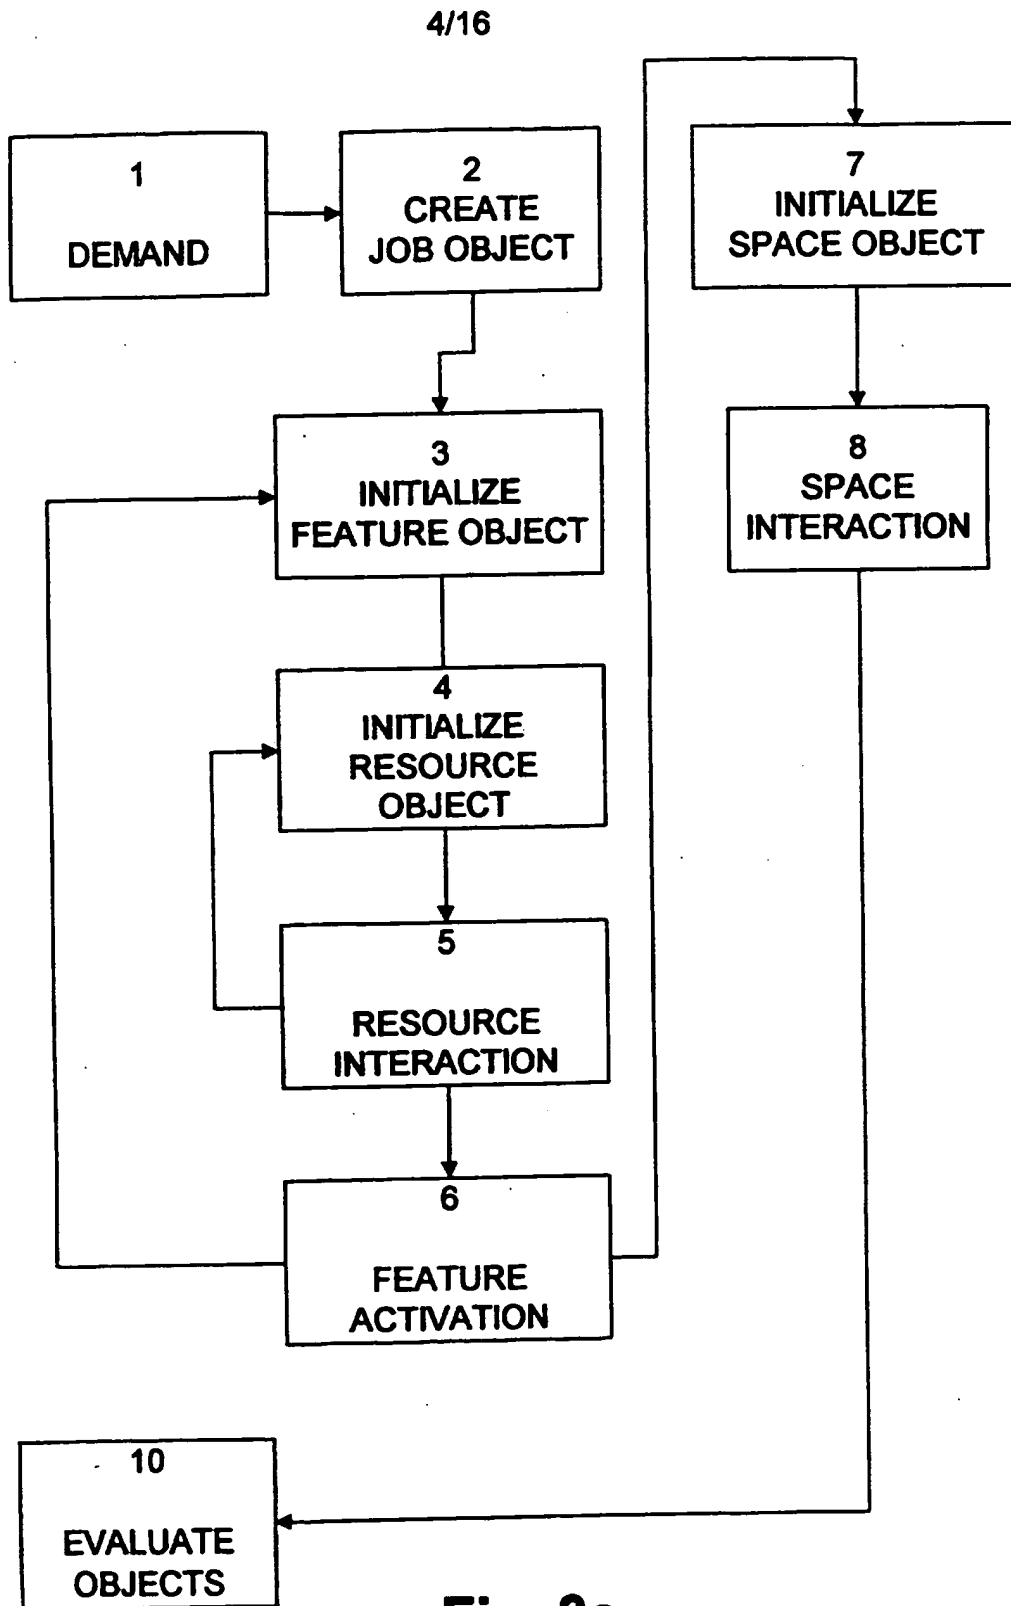 4/16
1
DEMAND
2
CREATE
JOB OBJECT
3
INITIALIZE
FEATURE OBJECT
4
INITIALIZE
RESOURCE
OBJECT
5
RESOURCE
INTERACTION
6
FEATURE
ACTIVATION
7
INITIALIZE
SPACE OBJECT
8
SPACE
INTERACTION
10
EVALUATE
OBJECTS